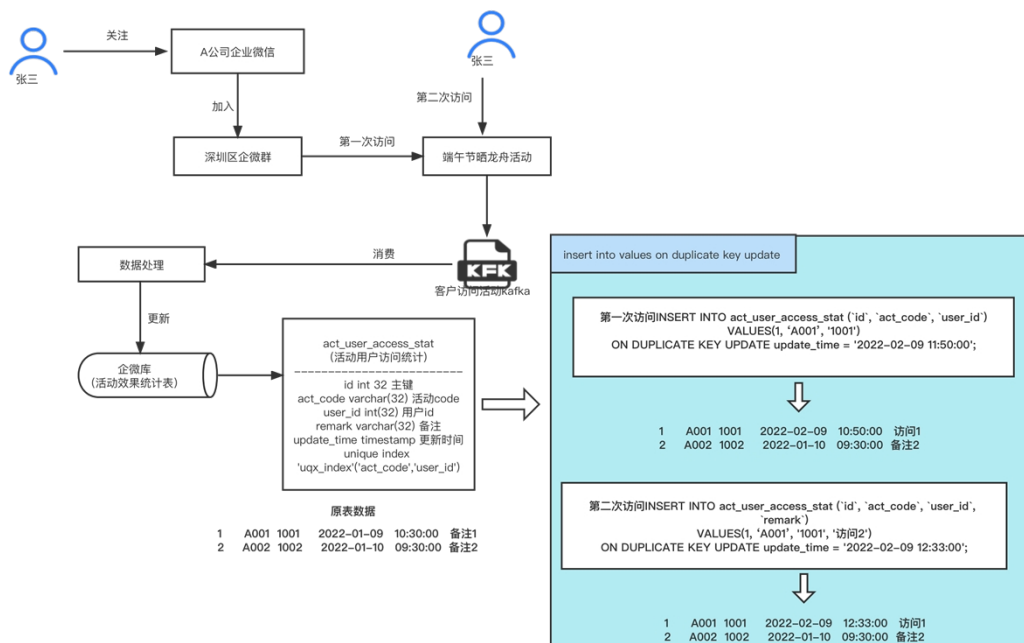 关注
张三
A公司企业微信
加入
深圳区企微群
第一次访问
张三
第二次访问
端午节晒龙舟活动
KFK
客户访问活动kafka
消费
数据处理
更新
企微库
(活动效果统计表)
act_user_access_stat
(活动用户访问统计)
------------------------
id int 32 主键
act_code varchar(32) 活动code
user_id int(32) 用户id
remark varchar(32) 备注
update_time timestamp 更新时间
unique index
'uqx_index'('act_code','user_id')
原表数据
1 A001 1001 2022-01-09 10:30:00 备注1
2 A002 1002 2022-01-10 09:30:00 备注2
insert into values on duplicate key update
第一次访问INSERT INTO act_user_access_stat (`id`, `act_code`, `user_id`)
VALUES(1, ‘A001’, '1001')
ON DUPLICATE KEY UPDATE update_time = '2022-02-09 11:50:00';
1 A001 1001 2022-02-09 10:50:00 访问1
2 A002 1002 2022-01-10 09:30:00 备注2
第二次访问INSERT INTO act_user_access_stat (`id`, `act_code`, `user_id`,
`remark`)
VALUES(1, ‘A001’, '1001', '访问2')
ON DUPLICATE KEY UPDATE update_time = '2022-02-09 12:33:00';
1 A001 1001 2022-02-09 12:33:00 访问1
2 A002 1002 2022-01-10 09:30:00 备注2